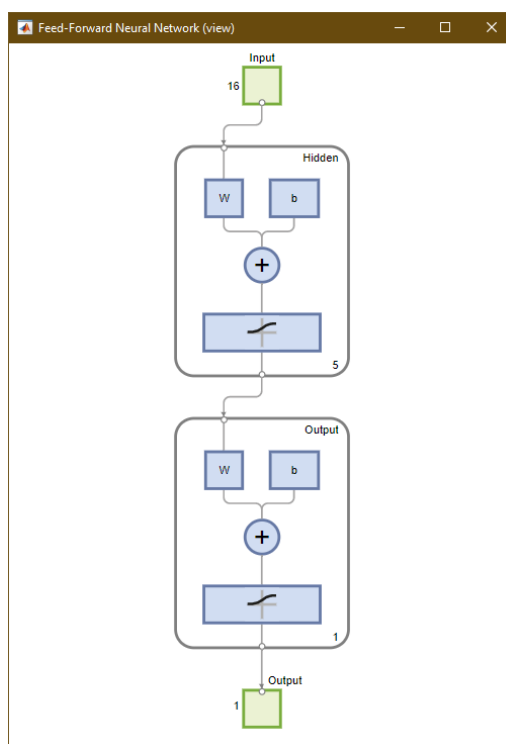 Feed-Forward Neural Network (view)
Input
16
Hidden
W
b
+
5
Output
W
b
+
1
Output
1